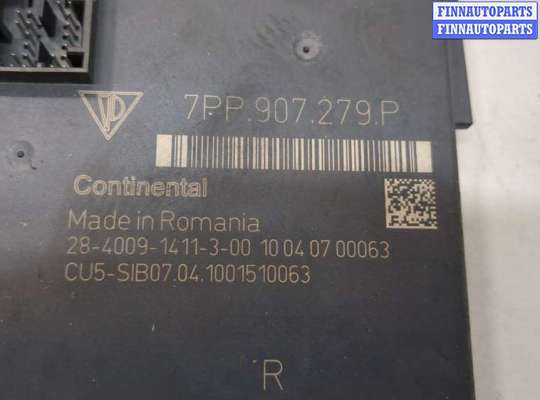 FINNAUTOPARTS
FINNAUTOPARTS
7PP.907.279.P
Continental
Made in Romania
28-4009-1411-3-00 10 04 07 00063
CU5-SIB07.04.1001510063
R